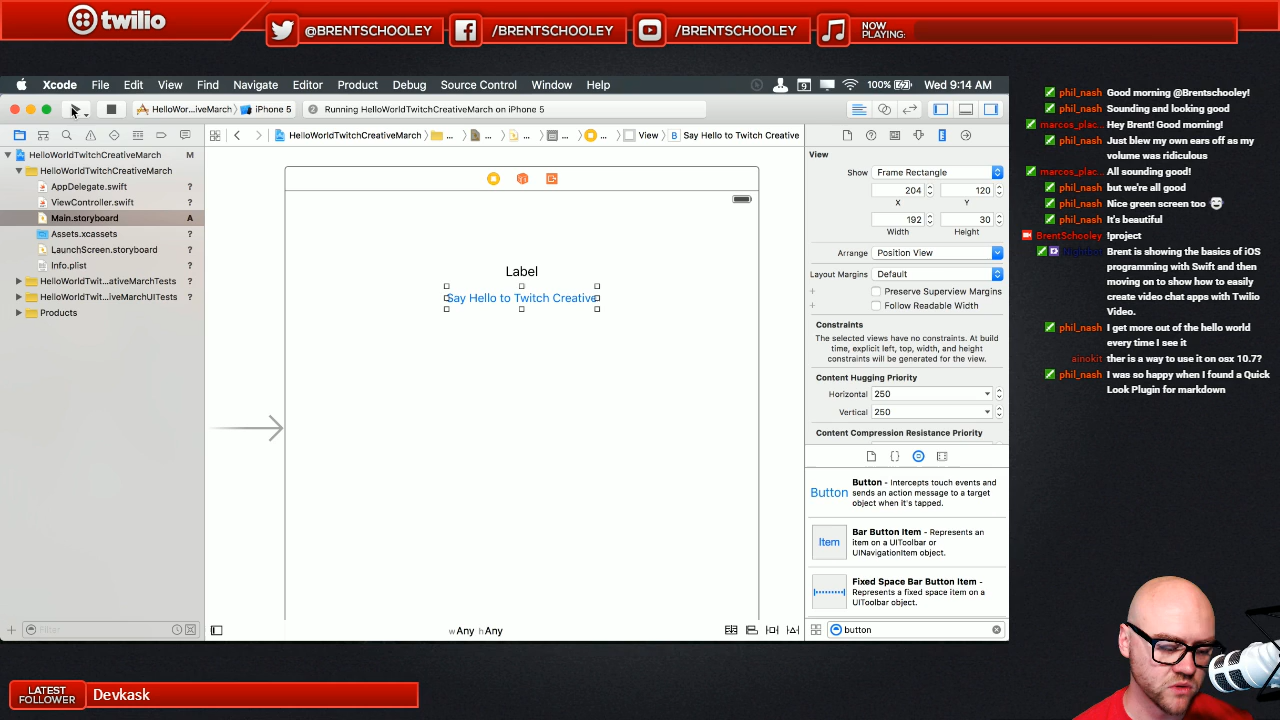 twilio
@BRENTSCHOOLEY
/BRENTSCHOOLEY
/BRENTSCHOOLEY
NOW
PLAYING:
Xcode File Edit View Find Navigate Editor Product Debug Source Control Window Help
9 100% Wed 9:14 AM
HelloWor...iveMarch iPhone 5
Running HelloWorldTwitchCreativeMarch on iPhone 5
HelloWorldTwitchCreativeMarch ... ... ... ... ... View B Say Hello to Twitch Creative
HelloWorldTwitchCreativeMarch M
HelloWorldTwitchCreativeMarch
AppDelegate.swift ?
ViewController.swift ?
Main.storyboard A
Assets.xcassets ?
LaunchScreen.storyboard ?
Info.plist ?
HelloWorldTwit...ativeMarchTests ?
HelloWorldTwit...iveMarchUITests ?
Products
Filter
Label
Say Hello to Twitch Creative
wAny hAny
View
Show Frame Rectangle
204 120
X Y
192 30
Width Height
Arrange Position View
Layout Margins Default
Preserve Superview Margins
Follow Readable Width
Constraints
The selected views have no constraints. At build
time, explicit left, top, width, and height
constraints will be generated for the view.
Content Hugging Priority
Horizontal 250
Vertical 250
Content Compression Resistance Priority
Button
Button - Intercepts touch events and
sends an action message to a target
object when it's tapped.
Item
Bar Button Item - Represents an
item on a UIToolbar or
UINavigationItem object.
Fixed Space Bar Button Item -
Represents a fixed space item on a
UIToolbar object.
button
phil_nash Good morning @Brentschooley!
phil_nash Sounding and looking good
marcos_plac... Hey Brent! Good morning!
phil_nash Just blew my own ears off as my
volume was ridiculous
marcos_plac... All sounding good!
phil_nash but we're all good
phil_nash Nice green screen too
phil_nash It's beautiful
BrentSchooley !project
Brent is showing the basics of iOS
programming with Swift and then
moving on to show how to easily
create video chat apps with Twilio
Video.
phil_nash I get more out of the hello world
every time I see it
ainokit ther is a way to use it on osx 10.7?
phil_nash I was so happy when I found a Quick
Look Plugin for markdown
LATEST
FOLLOWER
Devkask